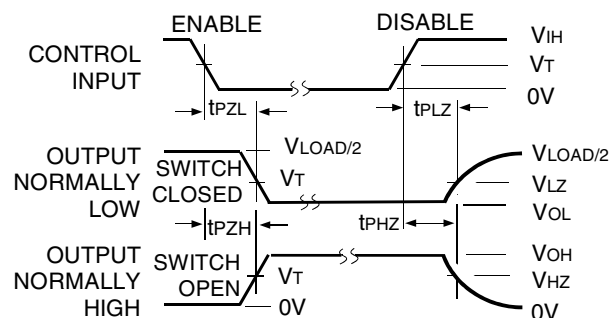 ENABLE
DISABLE
CONTROL
INPUT
VIH
VT
0V
tPZL
tPLZ
OUTPUT
NORMALLY
LOW
SWITCH
CLOSED
VLOAD/2
VT
VLOAD/2
VLZ
VOL
tPZH
tPHZ
OUTPUT
NORMALLY
HIGH
SWITCH
OPEN
VT
0V
VOH
VHZ
0V